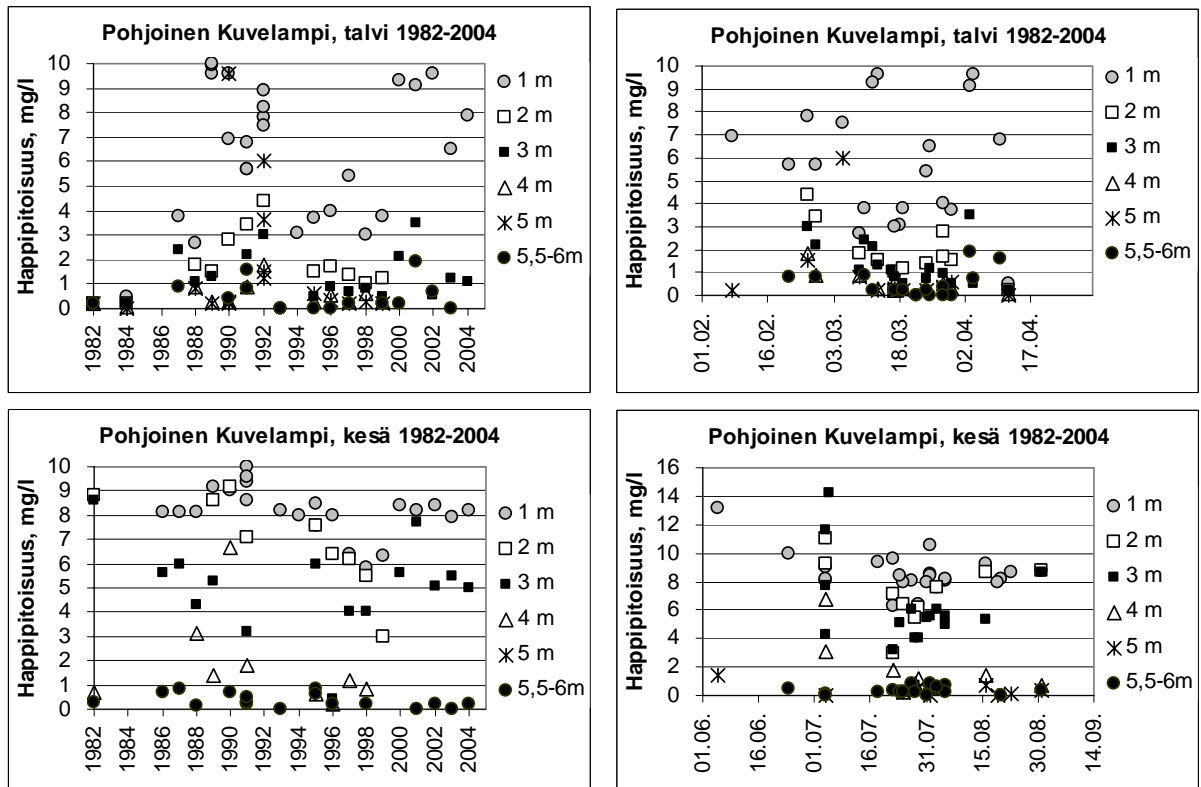 Pohjoinen Kuvelampi, talvi 1982-2004
Happipitoisuus, mg/l
10
9
8
7
6
5
4
3
2
1
0
1982
1984
1986
1988
1990
1992
1994
1996
1998
2000
2002
2004
1 m
2 m
3 m
4 m
5 m
5,5-6m
Pohjoinen Kuvelampi, talvi 1982-2004
Happipitoisuus, mg/l
10
9
8
7
6
5
4
3
2
1
0
01.02.
16.02.
03.03.
18.03.
02.04.
17.04.
1 m
2 m
3 m
4 m
5 m
5,5-6m
Pohjoinen Kuvelampi, kesä 1982-2004
Happipitoisuus, mg/l
10
9
8
7
6
5
4
3
2
1
0
1982
1984
1986
1988
1990
1992
1994
1996
1998
2000
2002
2004
1 m
2 m
3 m
4 m
5 m
5,5-6m
Pohjoinen Kuvelampi, kesä 1982-2004
Happipitoisuus, mg/l
16
14
12
10
8
6
4
2
0
01.06.
16.06.
01.07.
16.07.
31.07.
15.08.
30.08.
14.09.
1 m
2 m
3 m
4 m
5 m
5,5-6m